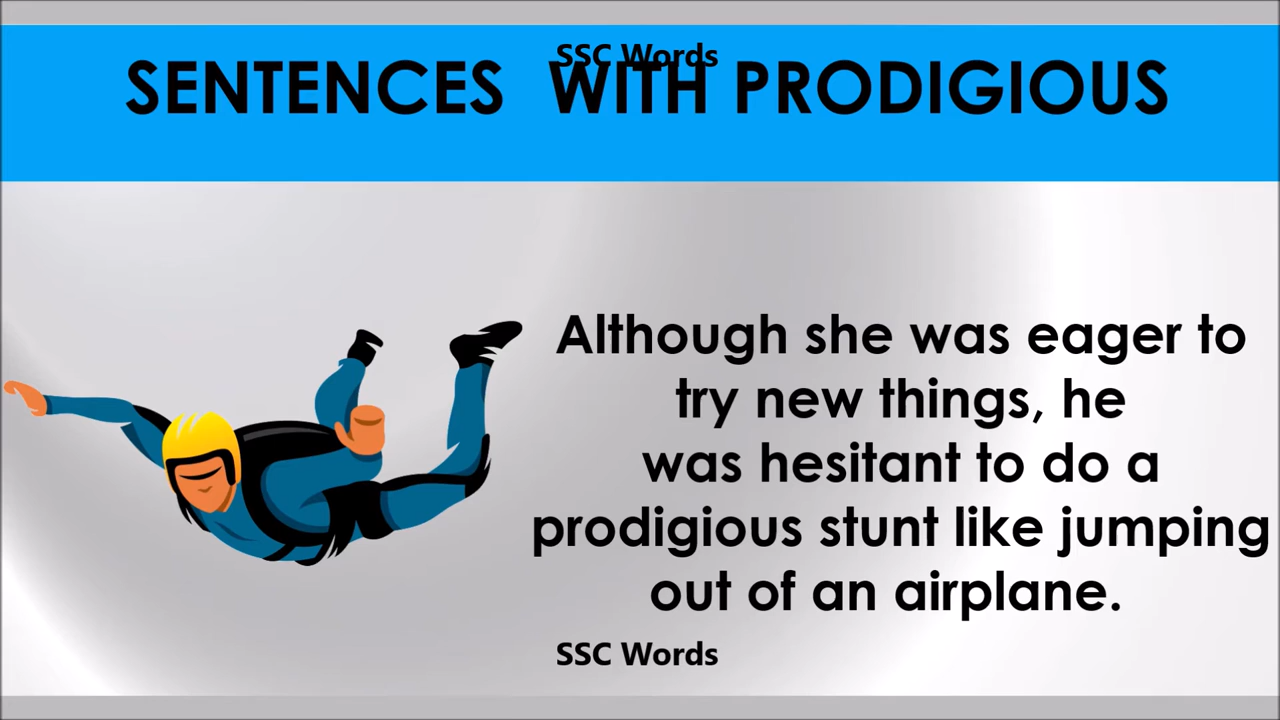 SSC Words
SENTENCES WITH PRODIGIOUS
Although she was eager to
try new things, he
was hesitant to do a
prodigious stunt like jumping
out of an airplane.
SSC Words